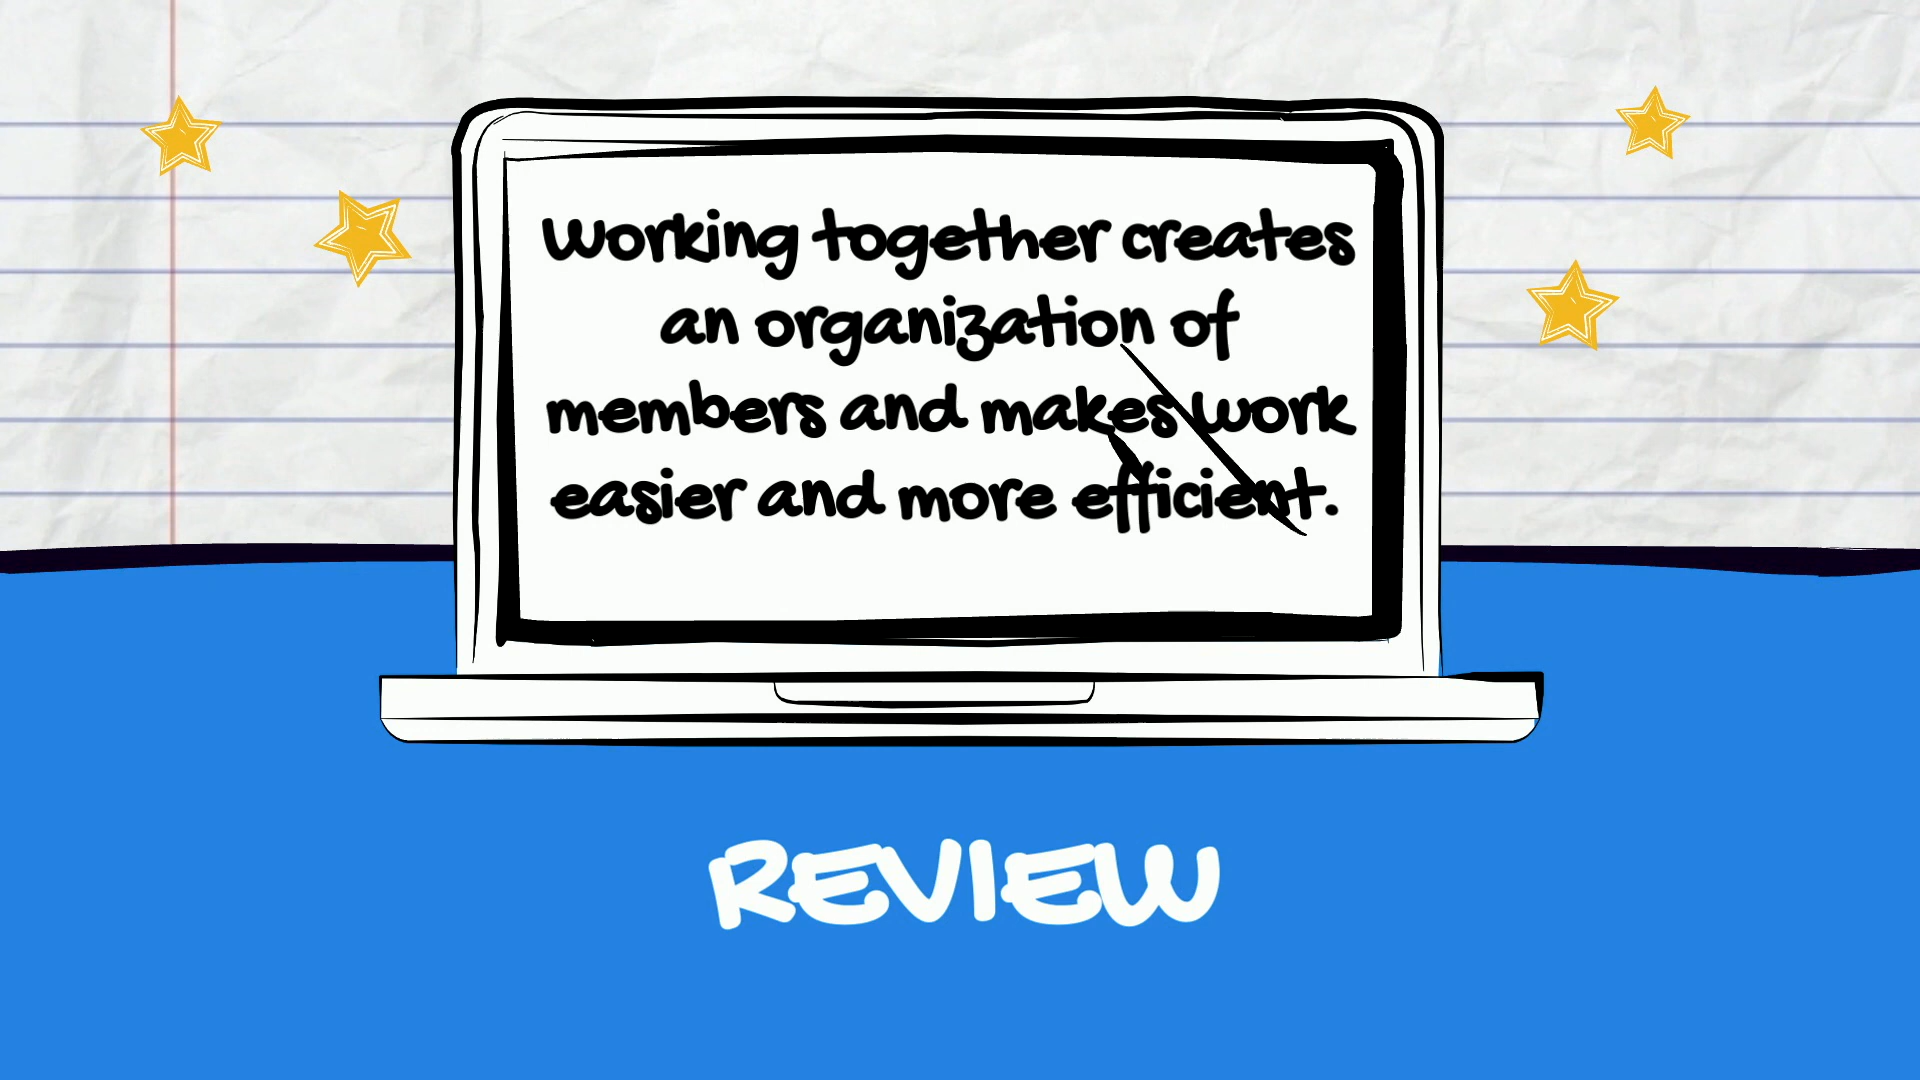 Working together creates
an organization of
members and makes work
easier and more efficient.
REVIEW